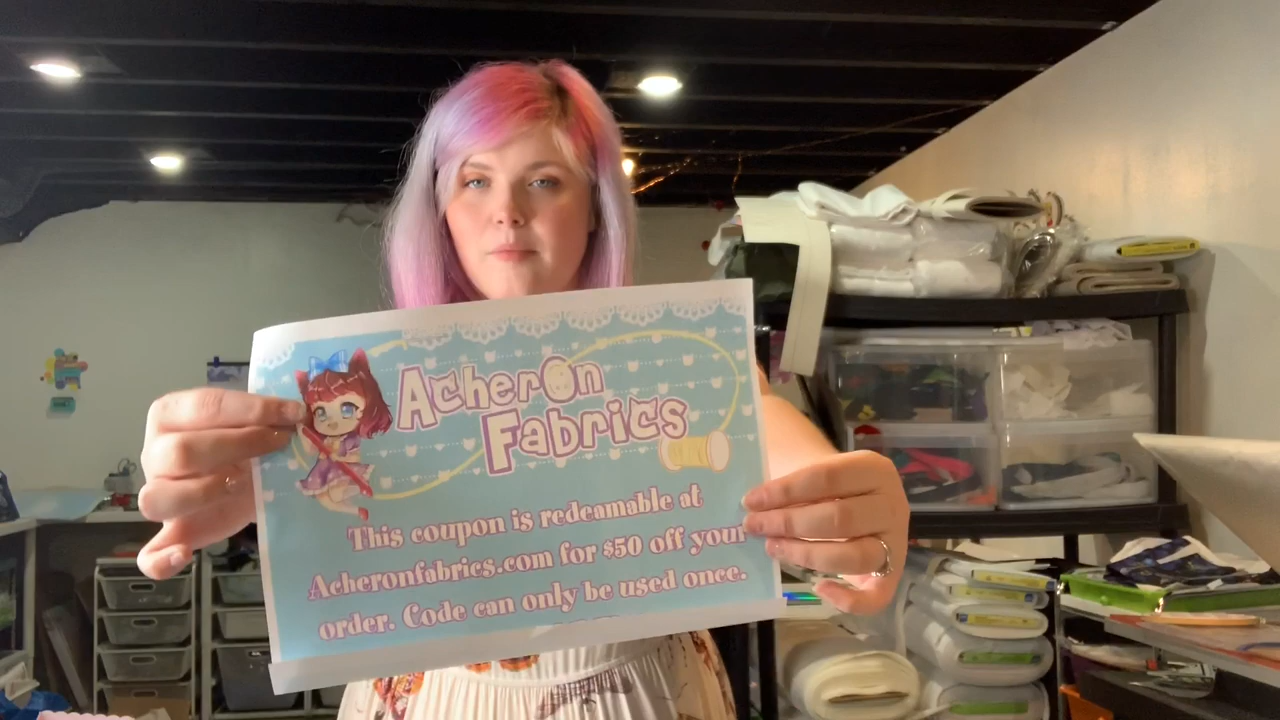 AcherOn
Fabrics
This coupon is redeamable at
Acheronfabrics.com for $50 off your
order. Code can only be used once.